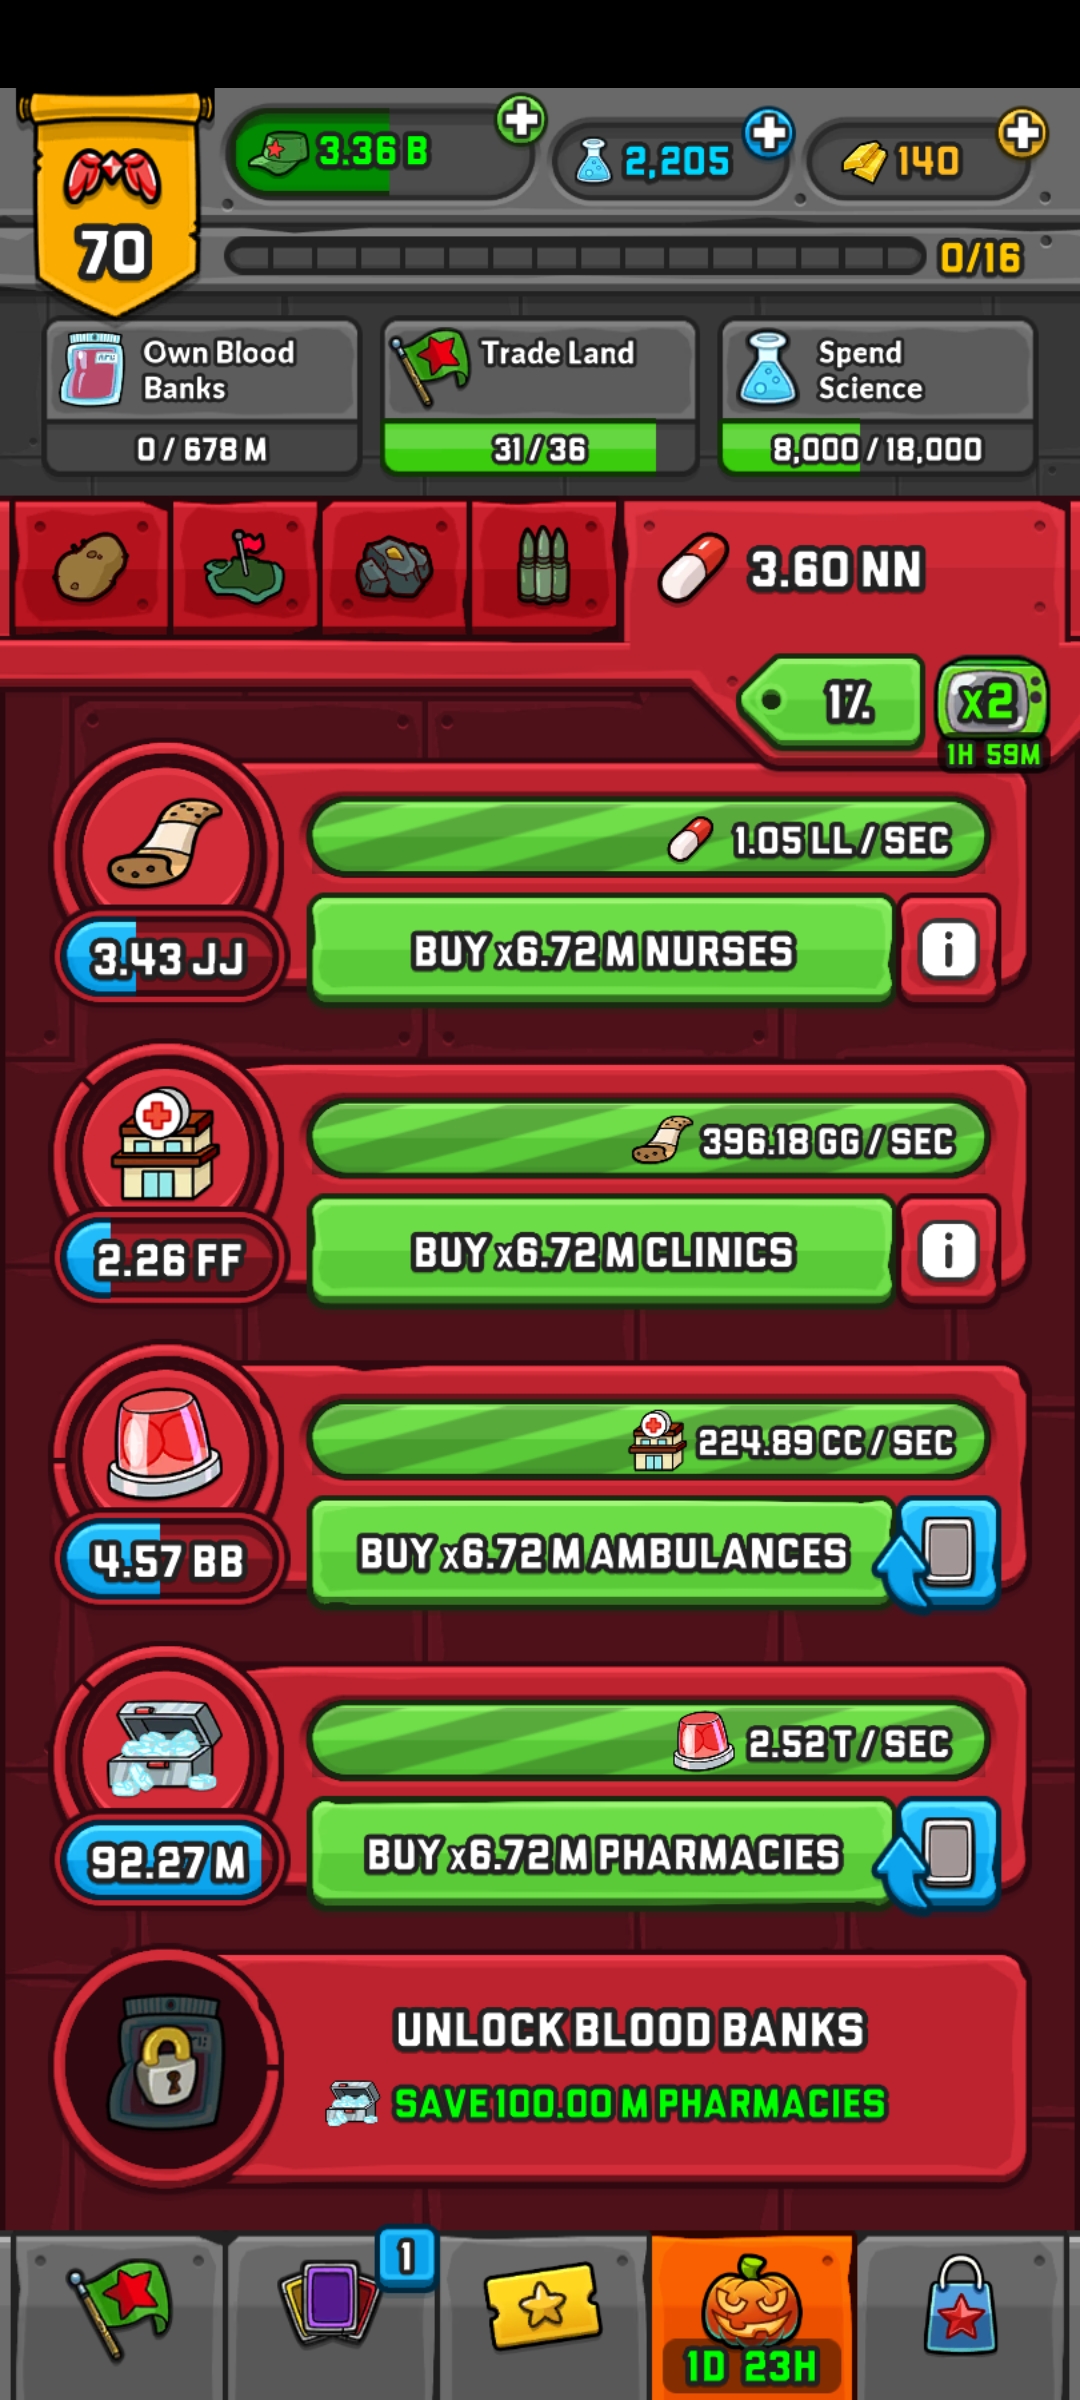 70
3.36 B
2,205
140
0/16
Own Blood
Banks
0 / 678 M
Trade Land
31 / 36
Spend
Science
8,000 / 18,000
3.60 NN
1%
x2
1H 59M
1.05 LL / SEC
3.43 JJ
BUY x6.72 M NURSES
i
396.18 GG / SEC
2.26 FF
BUY x6.72 M CLINICS
i
224.89 CC / SEC
4.57 BB
BUY x6.72 M AMBULANCES
2.52 T / SEC
92.27 M
BUY x6.72 M PHARMACIES
UNLOCK BLOOD BANKS
SAVE 100.00 M PHARMACIES
1
1D 23H